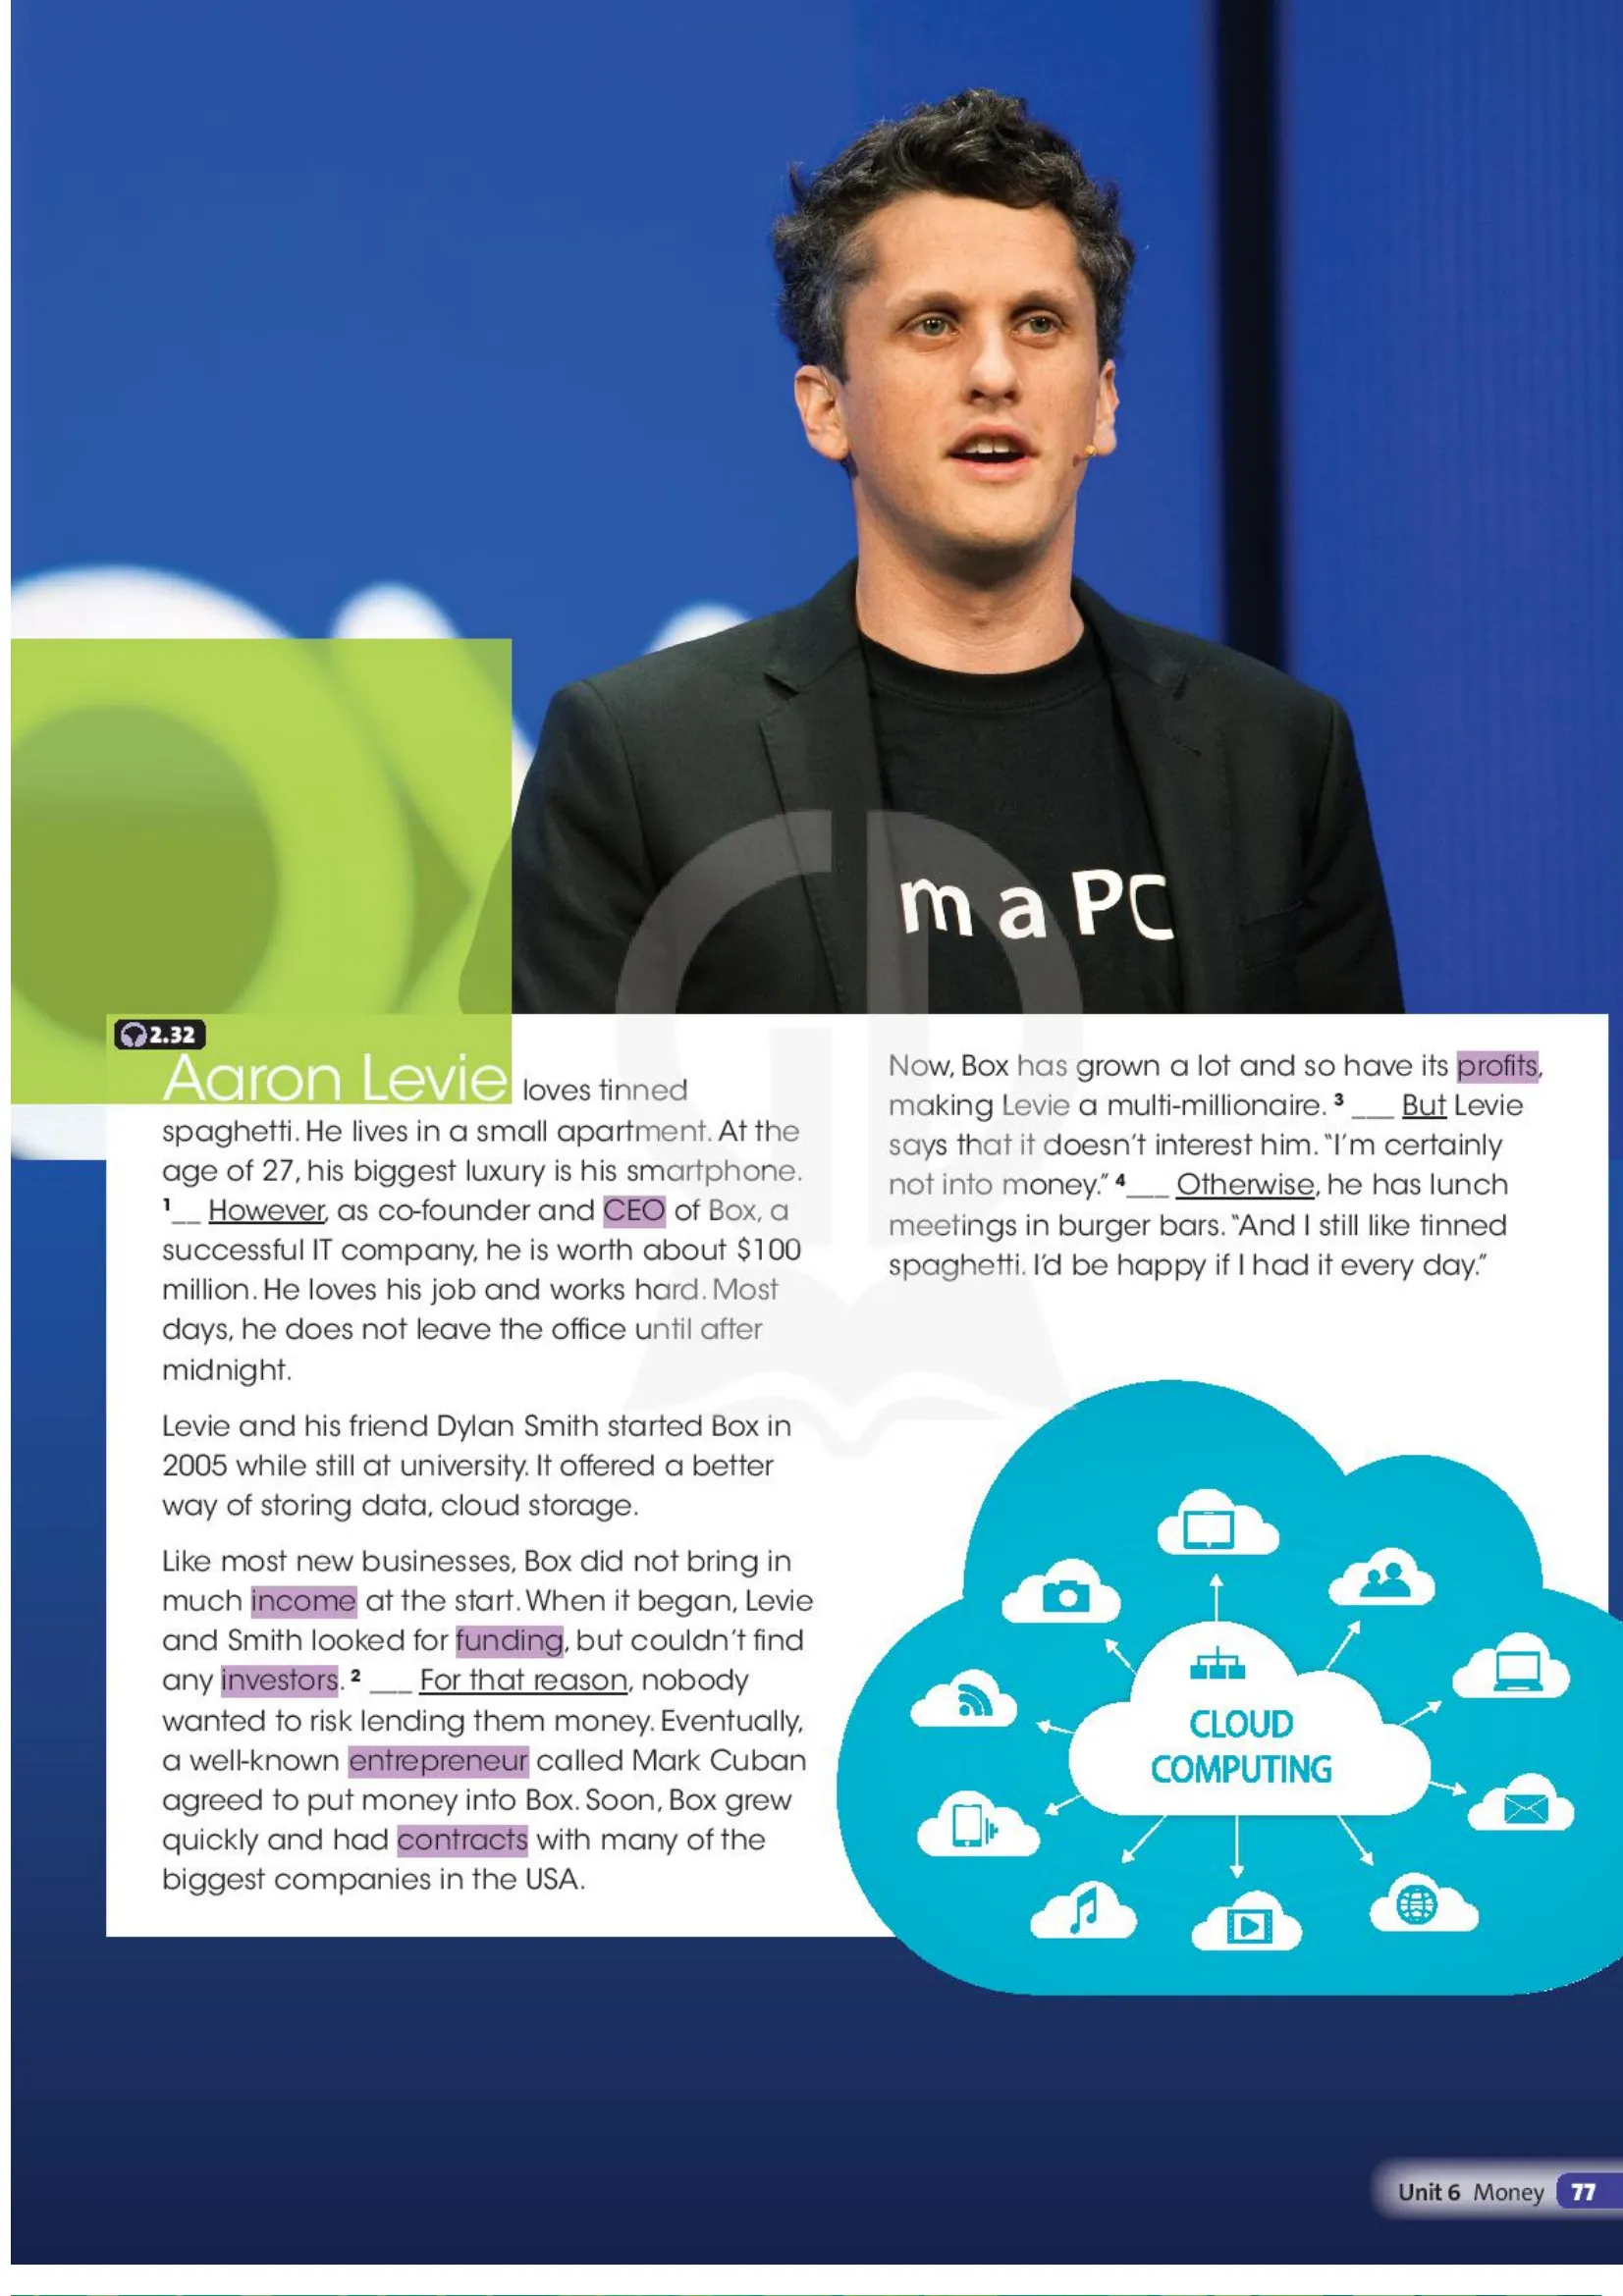 m a PC
2.32
Aaron Levie loves tinned
spaghetti. He lives in a small apartment. At the
age of 27, his biggest luxury is his smartphone.
1__ However, as co-founder and CEO of Box, a
successful IT company, he is worth about $100
million. He loves his job and works hard. Most
days, he does not leave the office until after
midnight.
Levie and his friend Dylan Smith started Box in
2005 while still at university. It offered a better
way of storing data, cloud storage.
Like most new businesses, Box did not bring in
much income at the start. When it began, Levie
and Smith looked for funding, but couldn't find
any investors. 2 ___ For that reason, nobody
wanted to risk lending them money. Eventually,
a well-known entrepreneur called Mark Cuban
agreed to put money into Box. Soon, Box grew
quickly and had contracts with many of the
biggest companies in the USA.
Now, Box has grown a lot and so have its profits,
making Levie a multi-millionaire. 3 ___ But Levie
says that it doesn't interest him. "I'm certainly
not into money." 4___ Otherwise, he has lunch
meetings in burger bars. "And I still like tinned
spaghetti. I'd be happy if I had it every day."
CLOUD
COMPUTING
Unit 6 Money 77